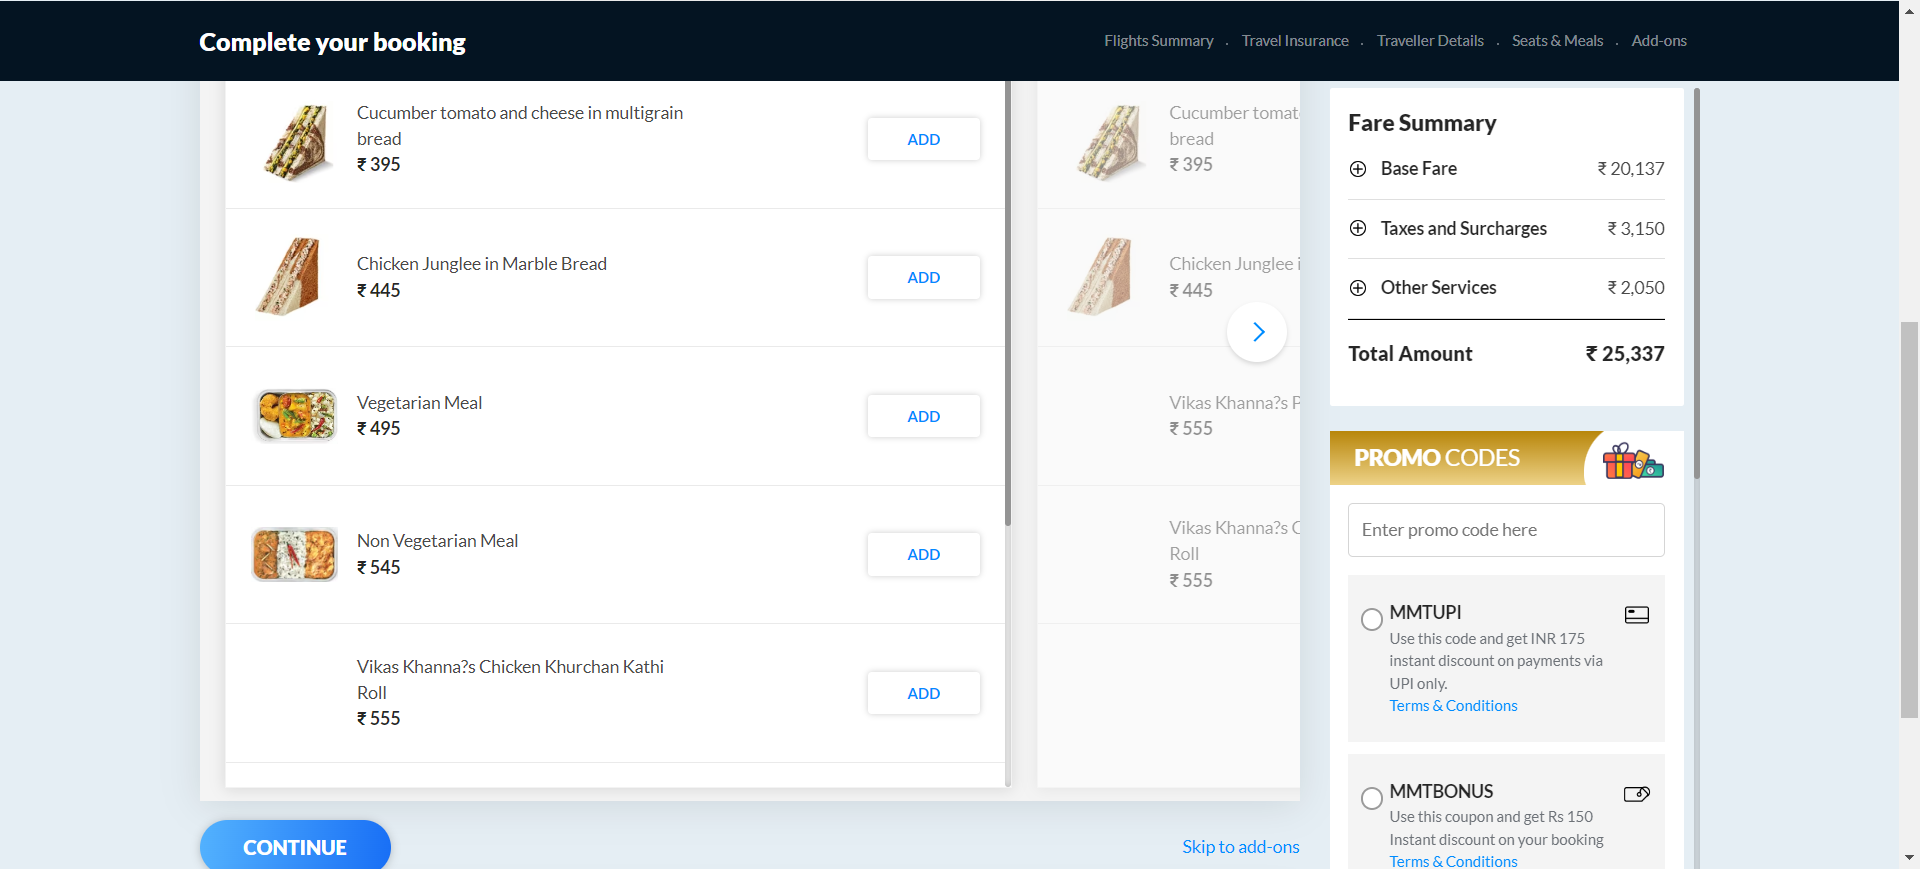 Complete your booking
Flights Summary . Travel Insurance . Traveller Details . Seats & Meals . Add-ons
Cucumber tomato and cheese in multigrain
bread
₹ 395
ADD
Chicken Junglee in Marble Bread
₹ 445
ADD
Vegetarian Meal
₹ 495
ADD
Non Vegetarian Meal
₹ 545
ADD
Vikas Khanna?s Chicken Khurchan Kathi
Roll
₹ 555
ADD
Cucumber tomat
bread
₹ 395
Chicken Junglee i
₹ 445
Vikas Khanna?s P
₹ 555
Vikas Khanna?s C
Roll
₹ 555
CONTINUE
Skip to add-ons
Fare Summary
Base Fare ₹ 20,137
Taxes and Surcharges ₹ 3,150
Other Services ₹ 2,050
Total Amount ₹ 25,337
PROMO CODES
Enter promo code here
MMTUPI
Use this code and get INR 175
instant discount on payments via
UPI only.
Terms & Conditions
MMTBONUS
Use this coupon and get Rs 150
Instant discount on your booking
Terms & Conditions